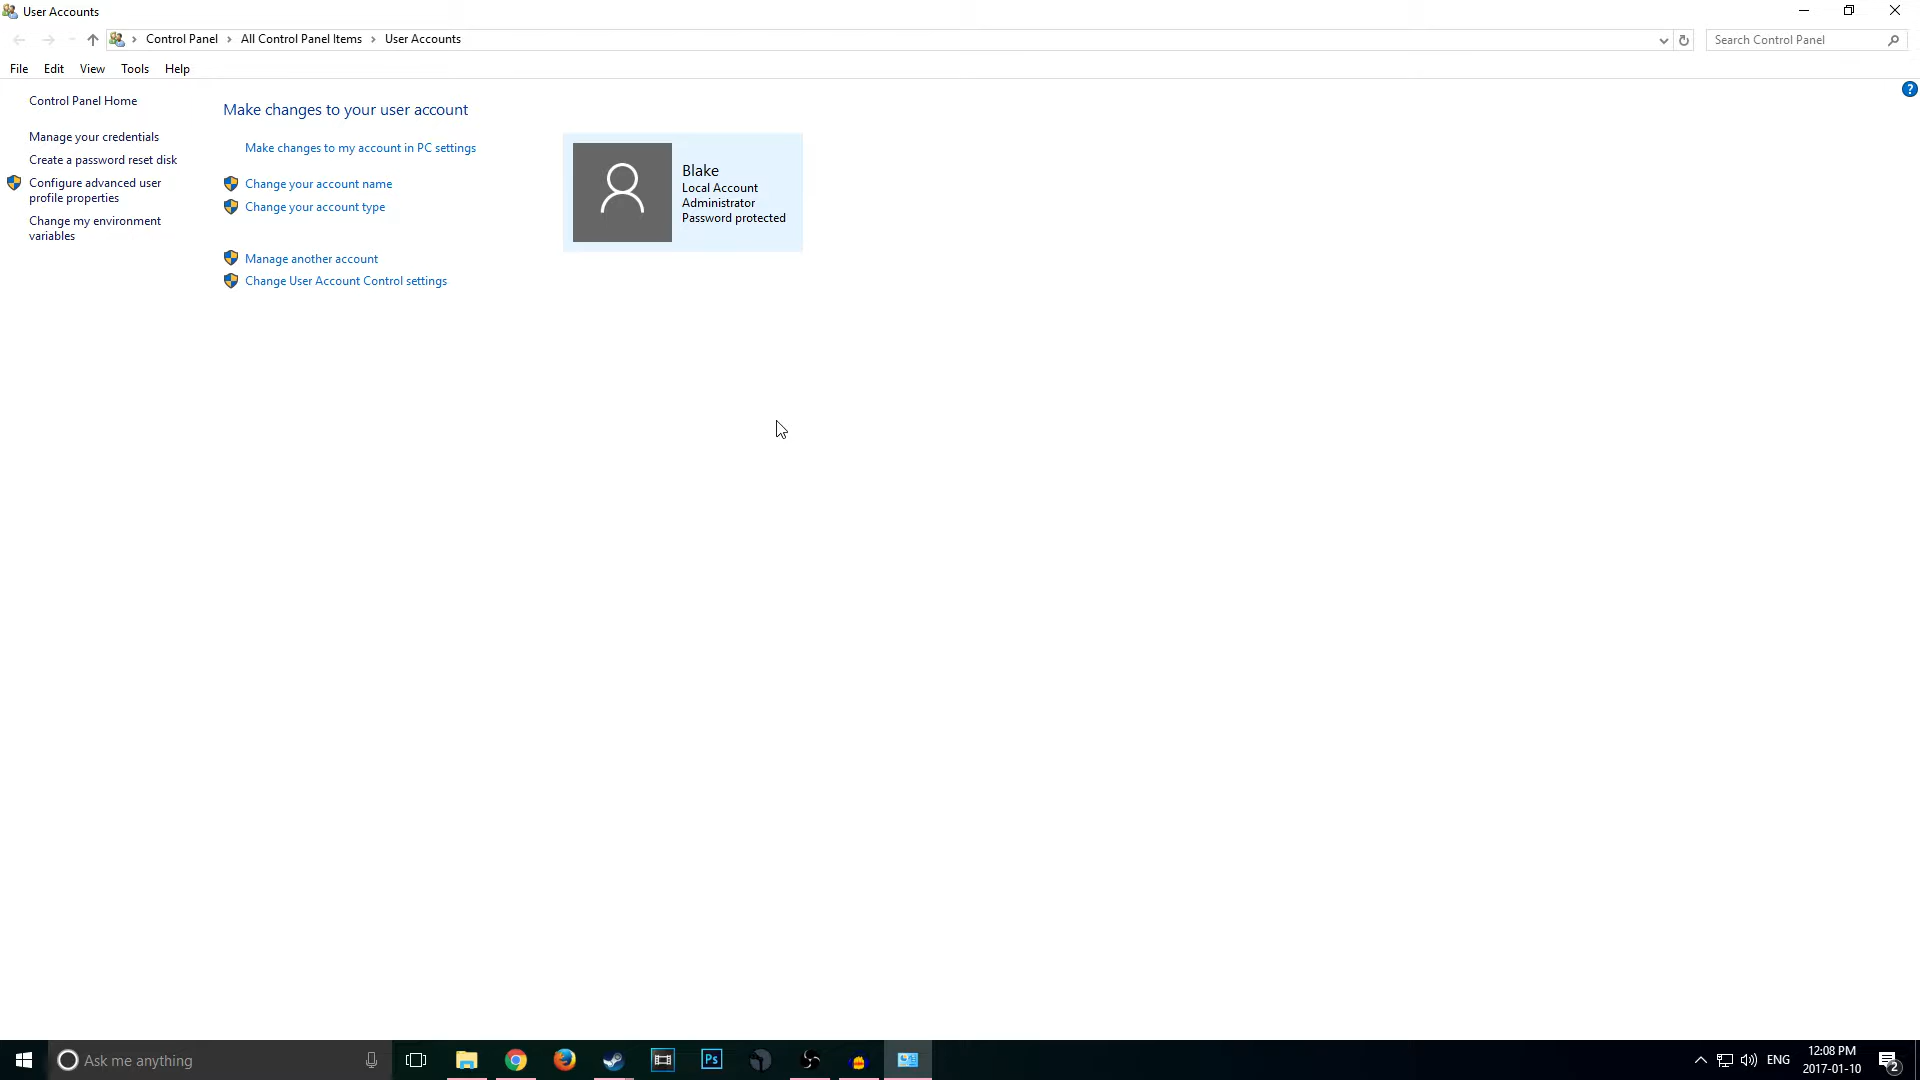 User Accounts
Control Panel > All Control Panel Items > User Accounts
Search Control Panel
File Edit View Tools Help
Control Panel Home
Manage your credentials
Create a password reset disk
Configure advanced user
profile properties
Change my environment
variables
Make changes to your user account
Make changes to my account in PC settings
Change your account name
Change your account type
Manage another account
Change User Account Control settings
Blake
Local Account
Administrator
Password protected
?
Ask me anything
Ps
ENG
12:08 PM
2017-01-10
2